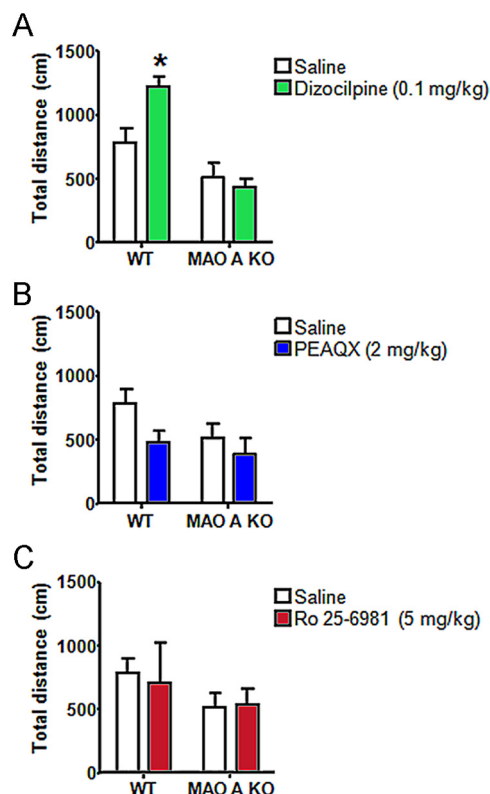 A
Total distance (cm)
1500
1000
500
0
WT
MAO A KO
*
Saline
Dizocilpine (0.1 mg/kg)
B
Total distance (cm)
1500
1000
500
0
WT
MAO A KO
Saline
PEAQX (2 mg/kg)
C
Total distance (cm)
1500
1000
500
0
WT
MAO A KO
Saline
Ro 25-6981 (5 mg/kg)